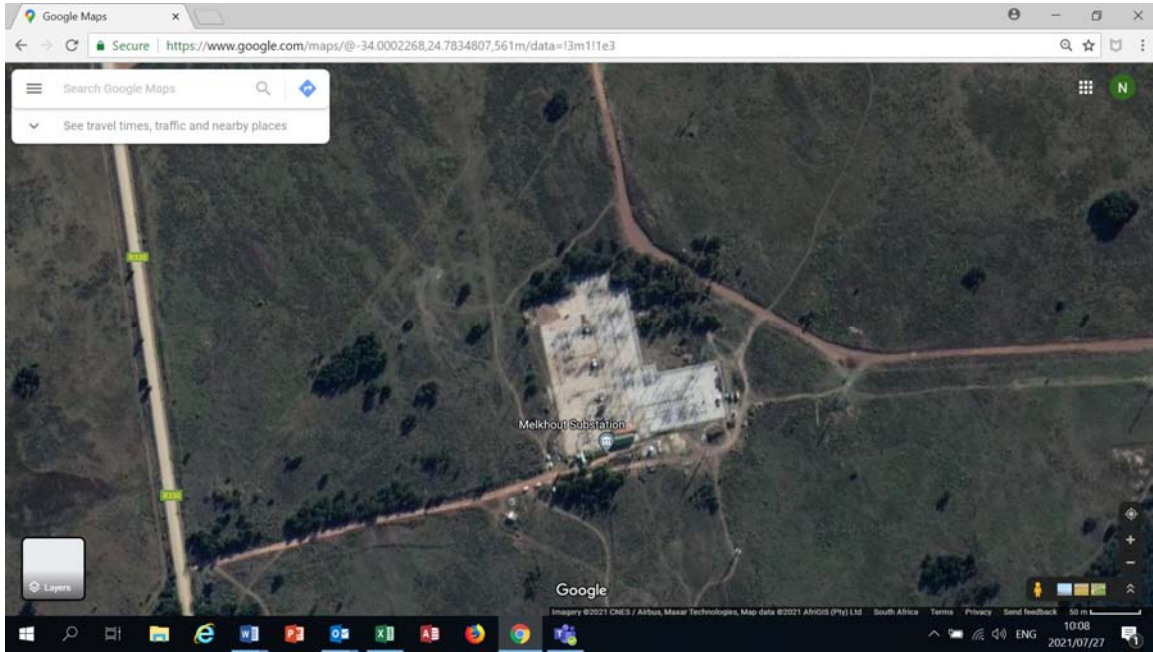 Google Maps
Secure | https://www.google.com/maps/@-34.0002268,24.7834807,561m/data=!3m1!1e3
Search Google Maps
N
See travel times, traffic and nearby places
R330
Melkhout Substation
R330
Layers
Google
Imagery ©2021 CNES / Airbus, Maxar Technologies, Map data ©2021 AfriGIS (Pty) Ltd South Africa Terms Privacy Send feedback 50 m
ENG
10:08
2021/07/27
1